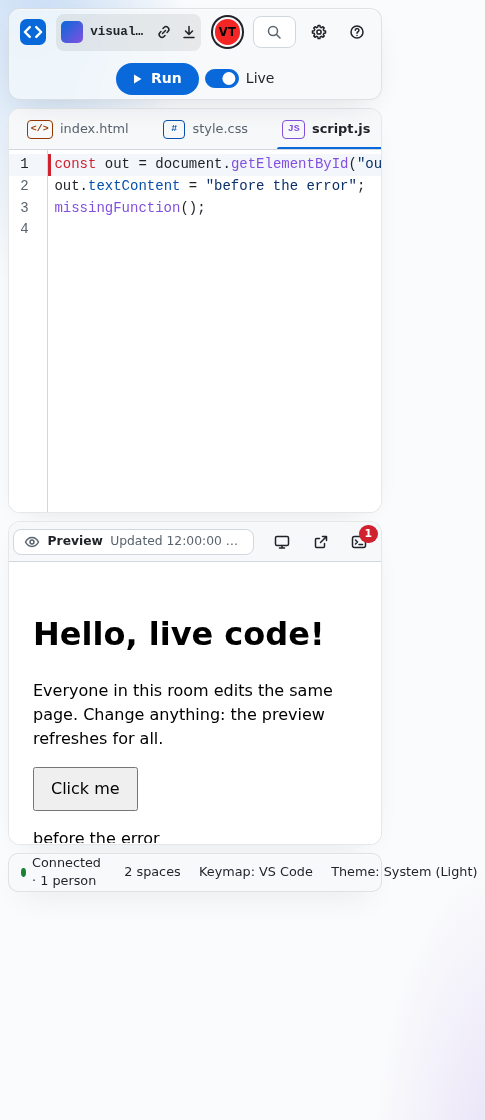 visual…
VT
Run
Live
</> index.html
# style.css
JS script.js
1 const out = document.getElementById("ou
2 out.textContent = "before the error";
3 missingFunction();
4
Preview Updated 12:00:00 …
1
Hello, live code!
Everyone in this room edits the same
page. Change anything: the preview
refreshes for all.
Click me
before the error
Connected
· 1 person
2 spaces
Keymap: VS Code
Theme: System (Light)